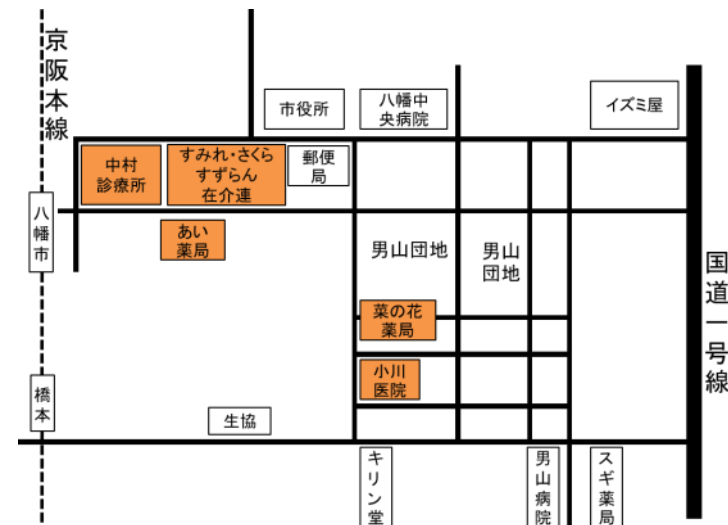 京阪本線
市役所
八幡中
央病院
イズミ屋
中村
診療所
すみれ・さくら
すずらん
在介連
郵便
局
八幡市
あい
薬局
男山団地
男山
団地
国道一号線
菜の花
薬局
小川
医院
橋本
生協
キリン堂
男山病院
スギ薬局